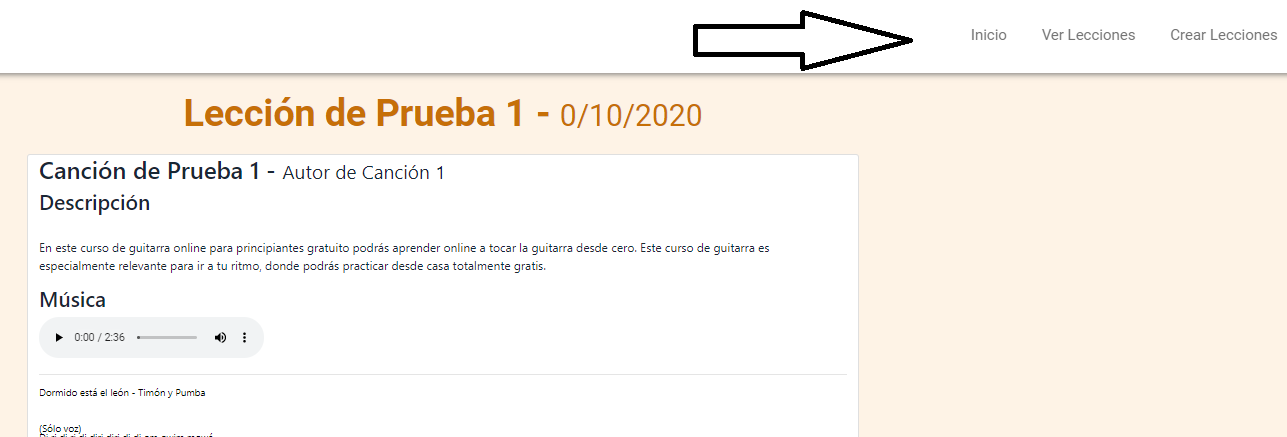 Inicio Ver Lecciones Crear Lecciones
Lección de Prueba 1 - 0/10/2020
Canción de Prueba 1 - Autor de Canción 1
Descripción
En este curso de guitarra online para principiantes gratuito podrás aprender online a tocar la guitarra desde cero. Este curso de guitarra es
especialmente relevante para ir a tu ritmo, donde podrás practicar desde casa totalmente gratis.
Música
0:00 / 2:36
Dormido está el león - Timón y Pumba
(Sólo voz)